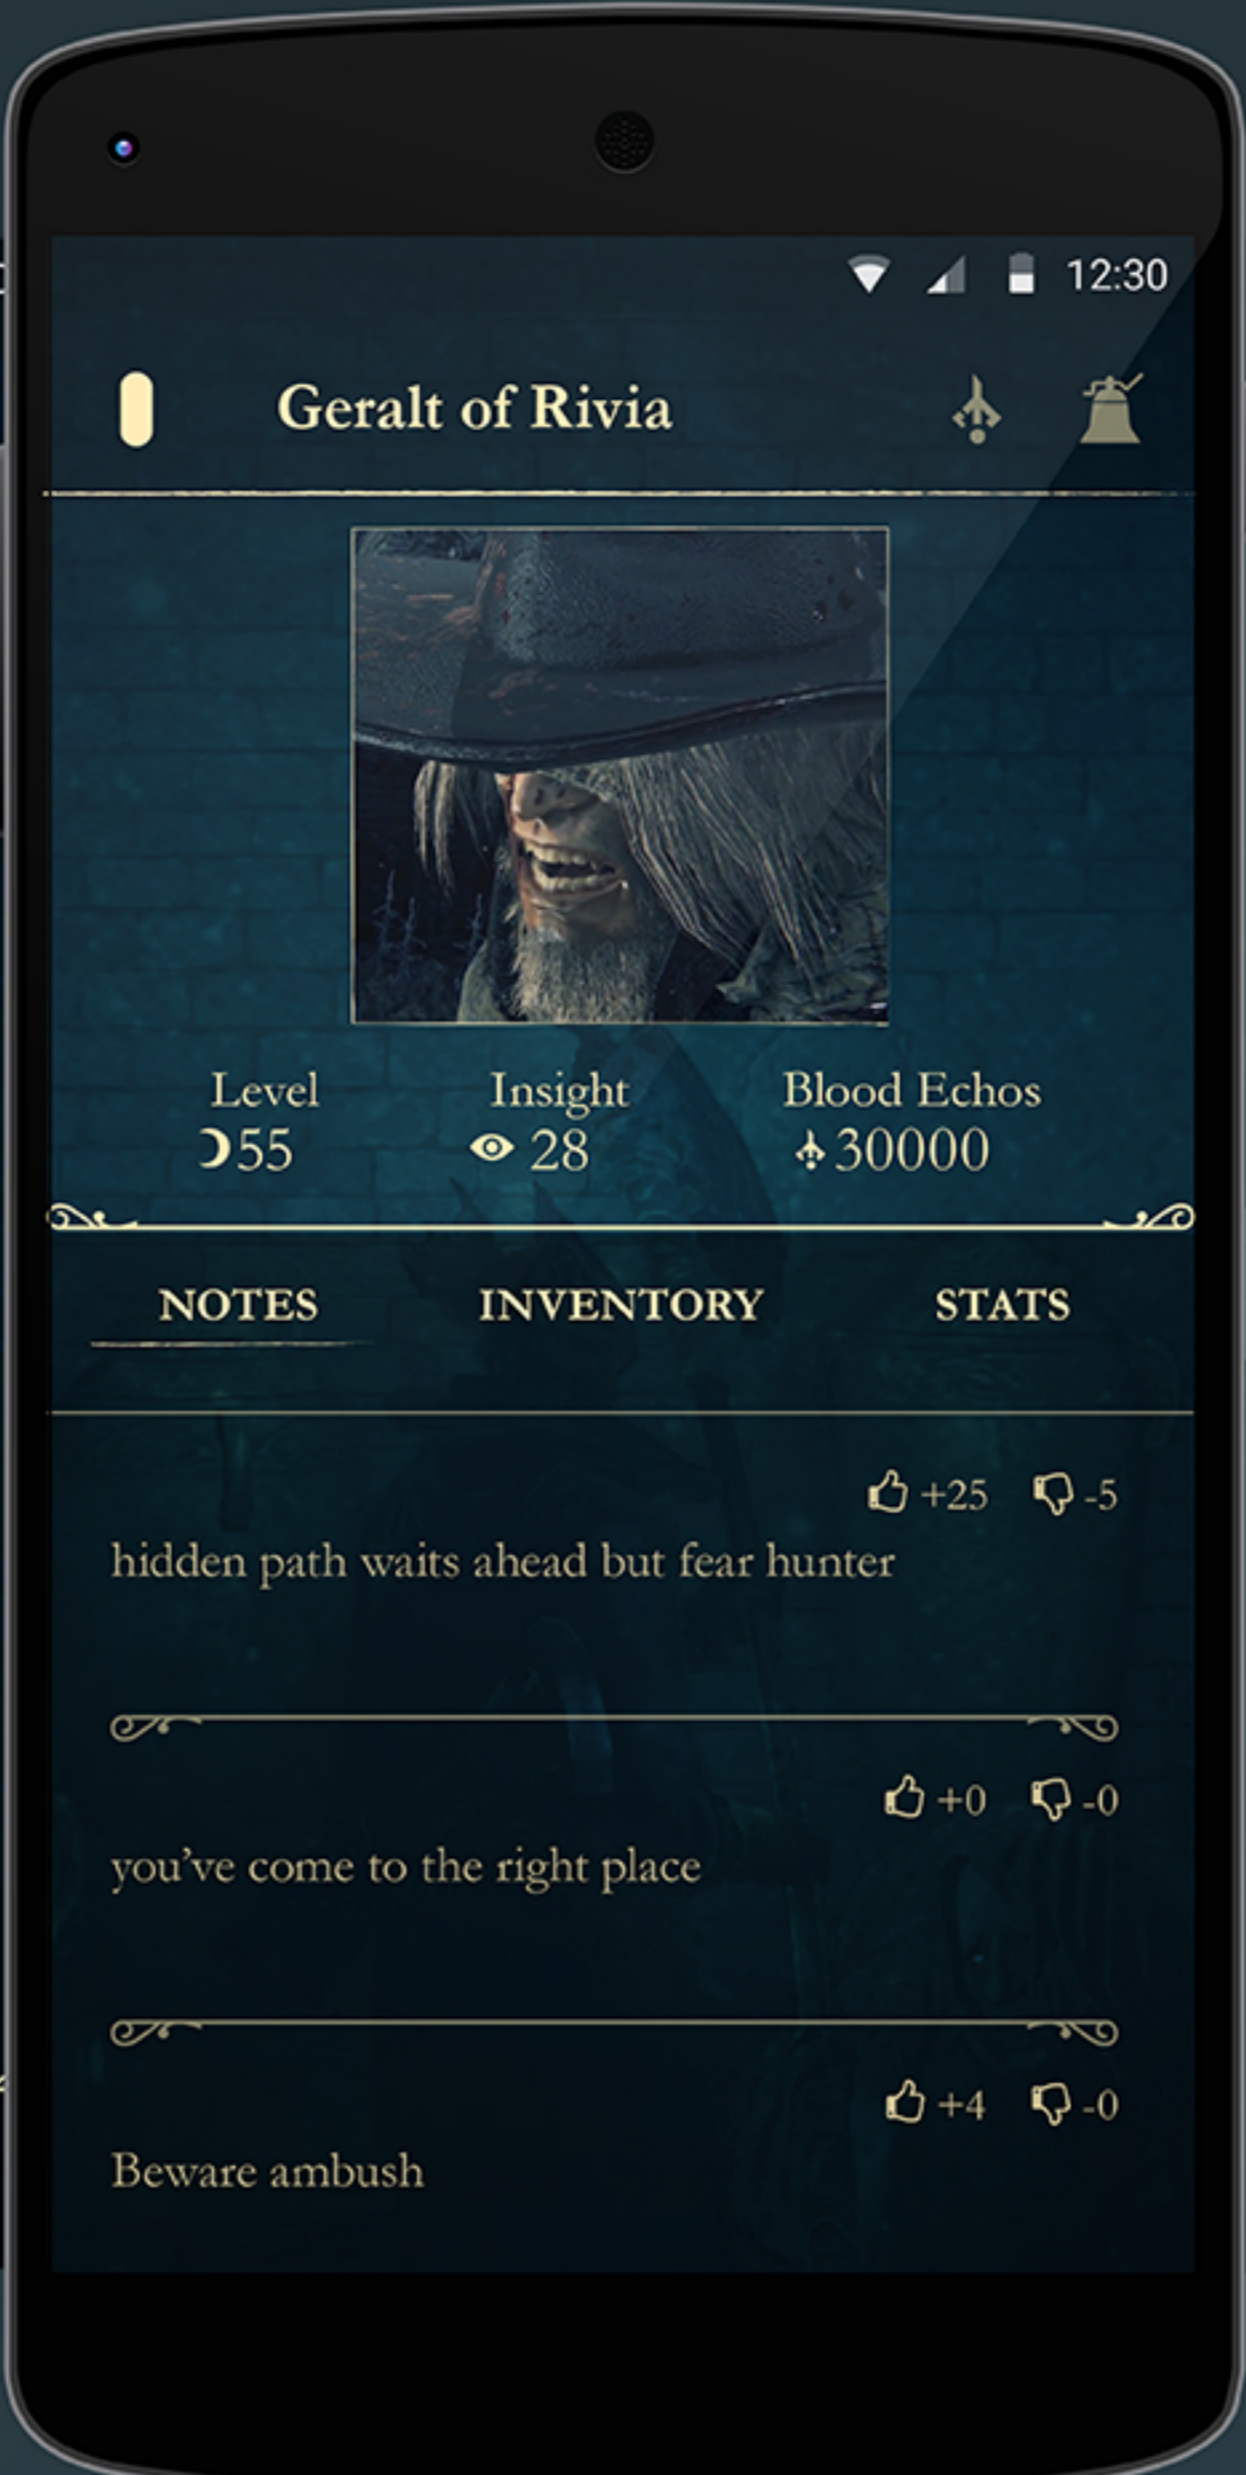 12:30
Geralt of Rivia
Level Insight Blood Echos
55 28 30000
NOTES INVENTORY STATS
+25 -5
hidden path waits ahead but fear hunter
+0 -0
you’ve come to the right place
+4 -0
Beware ambush